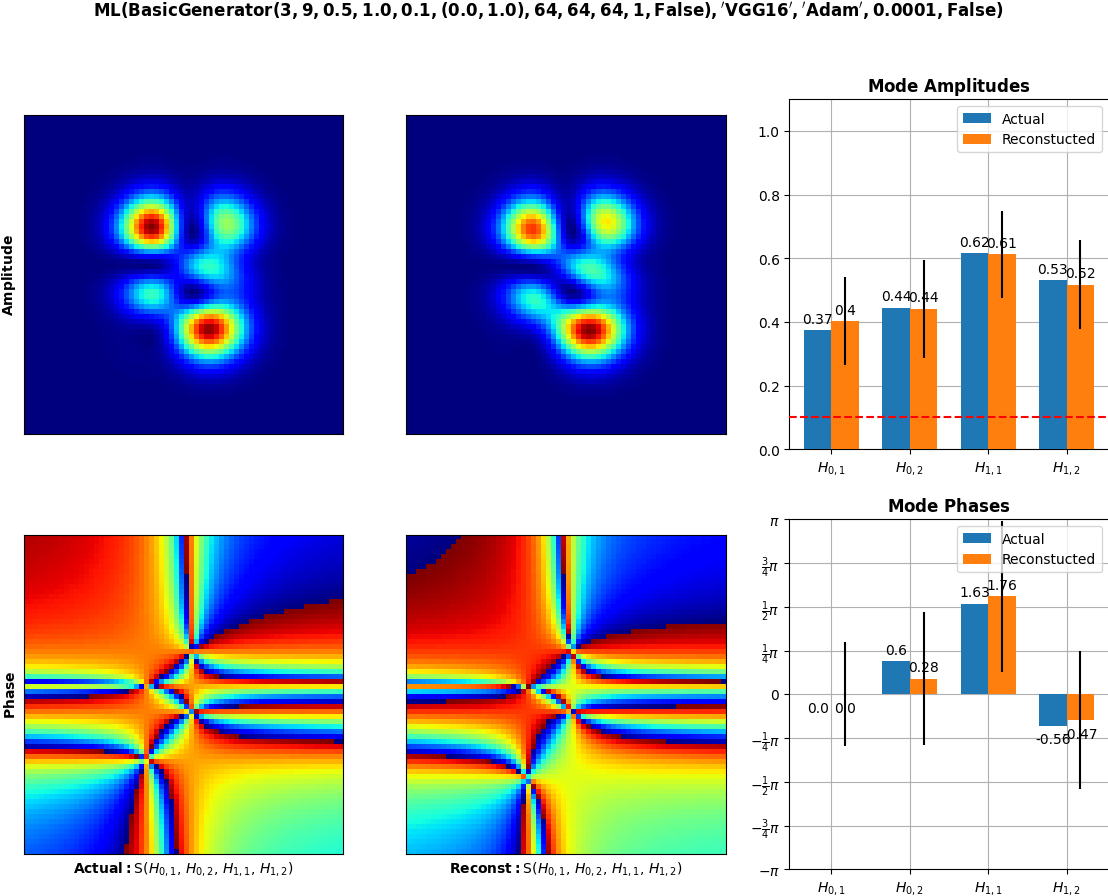 ML(BasicGenerator(3, 9, 0.5, 1.0, 0.1, (0.0, 1.0), 64, 64, 64, 1, False), ′VGG16′, ′Adam′, 0.0001, False)
Amplitude
Mode Amplitudes
Actual
Reconstucted
1.0
0.8
0.6
0.4
0.2
0.0
0.37
0.4
0.44
0.44
0.62
0.61
0.53
0.52
H0,1
H0,2
H1,1
H1,2
Phase
Actual: S(H0,1, H0,2, H1,1, H1,2)
Reconst: S(H0,1, H0,2, H1,1, H1,2)
Mode Phases
Actual
Reconstucted
π
3/4π
1/2π
1/4π
0
−1/4π
−1/2π
−3/4π
−π
0.0
0.0
0.6
0.28
1.63
1.76
-0.56
-0.47
H0,1
H0,2
H1,1
H1,2